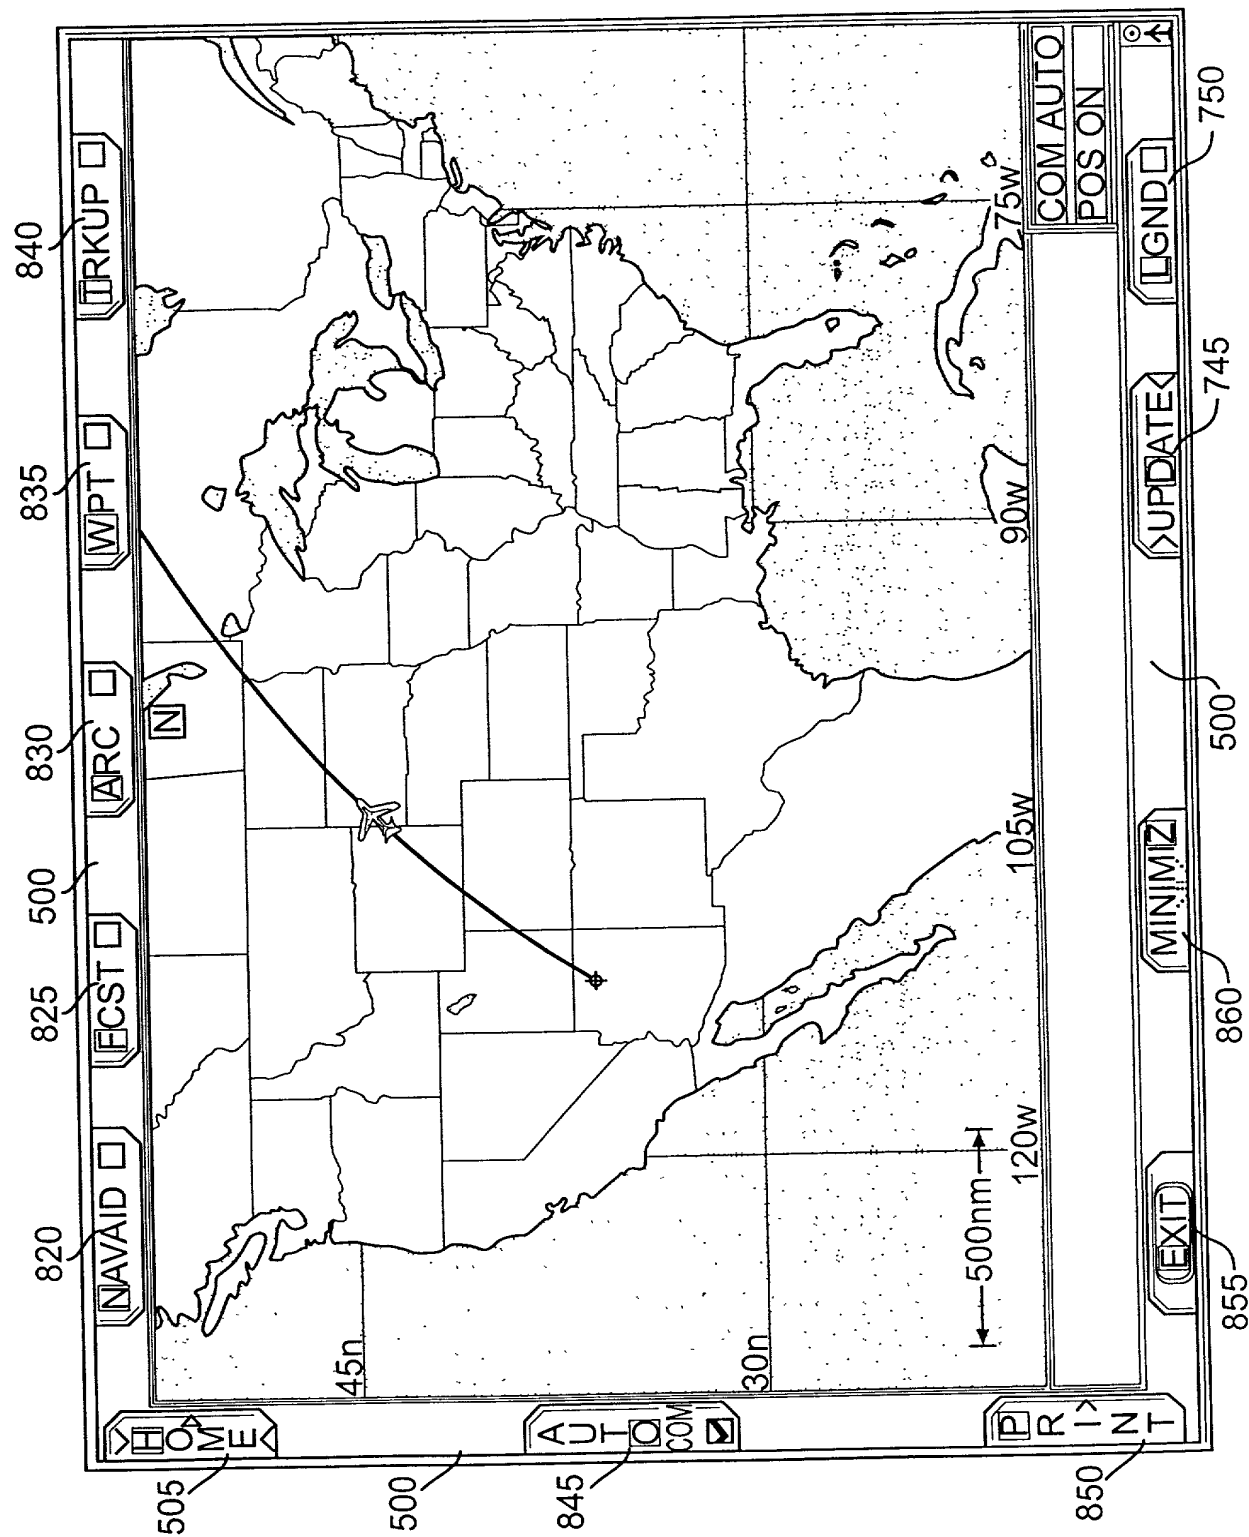 820
825
500
830
835
840
NAVAID
FCST
ARC
WPT
TRKUP
505
HOME
N
45n
500
845
AUTO
COM
30n
500nm
120w
105w
90w
75w
COM AUTO
POS ON
850
PRINT
EXIT
MINIMIZ
>UPDATE<
LGND
855
860
500
745
750